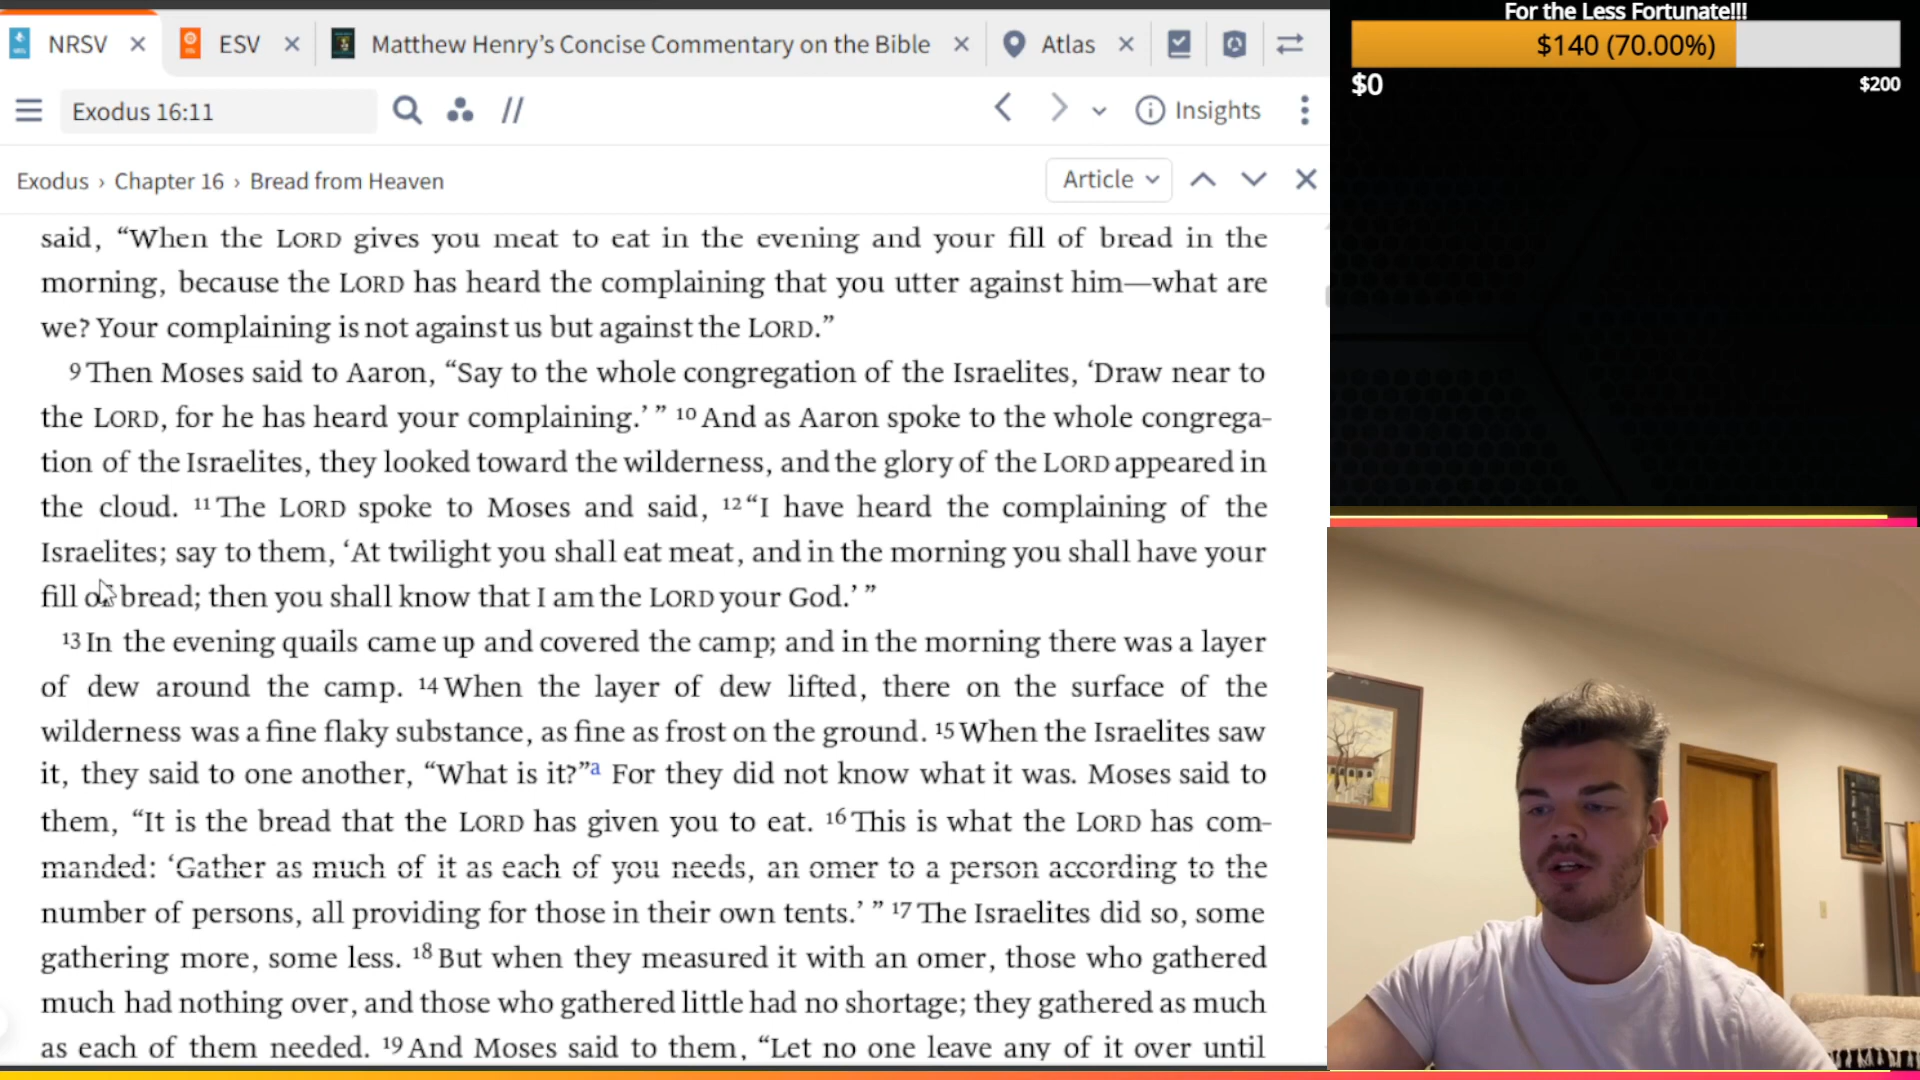 NRSV ESV Matthew Henry’s Concise Commentary on the Bible Atlas
Exodus 16:11 // Insights
Exodus › Chapter 16 › Bread from Heaven Article
said, “When the LORD gives you meat to eat in the evening and your fill of bread in the
morning, because the LORD has heard the complaining that you utter against him—what are
we? Your complaining is not against us but against the LORD.”
9 Then Moses said to Aaron, “Say to the whole congregation of the Israelites, ‘Draw near to
the LORD, for he has heard your complaining.’ ” 10 And as Aaron spoke to the whole congrega-
tion of the Israelites, they looked toward the wilderness, and the glory of the LORD appeared in
the cloud. 11 The LORD spoke to Moses and said, 12 “I have heard the complaining of the
Israelites; say to them, ‘At twilight you shall eat meat, and in the morning you shall have your
fill of bread; then you shall know that I am the LORD your God.’ ”
13 In the evening quails came up and covered the camp; and in the morning there was a layer
of dew around the camp. 14 When the layer of dew lifted, there on the surface of the
wilderness was a fine flaky substance, as fine as frost on the ground. 15 When the Israelites saw
it, they said to one another, “What is it?”a For they did not know what it was. Moses said to
them, “It is the bread that the LORD has given you to eat. 16 This is what the LORD has com-
manded: ‘Gather as much of it as each of you needs, an omer to a person according to the
number of persons, all providing for those in their own tents.’ ” 17 The Israelites did so, some
gathering more, some less. 18 But when they measured it with an omer, those who gathered
much had nothing over, and those who gathered little had no shortage; they gathered as much
as each of them needed. 19 And Moses said to them, “Let no one leave any of it over until
For the Less Fortunate!!!
$140 (70.00%)
$0 $200